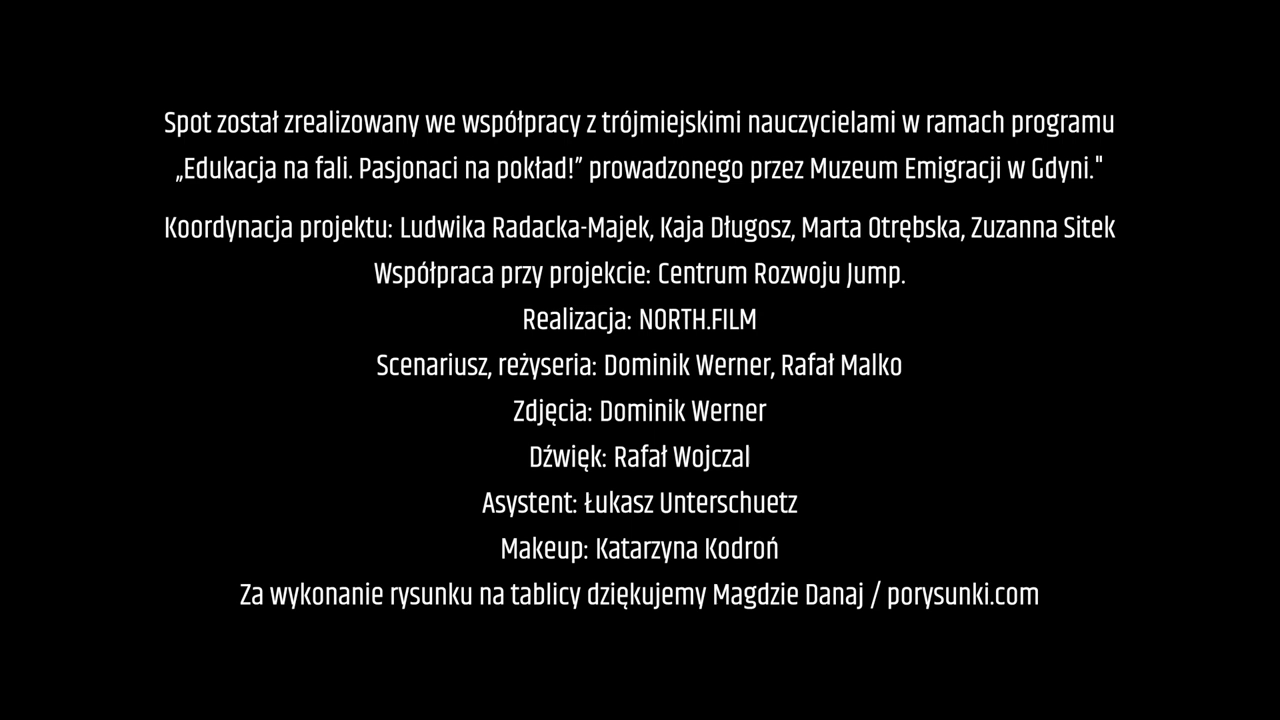 Spot został zrealizowany we współpracy z trójmiejskimi nauczycielami w ramach programu
„Edukacja na fali. Pasjonaci na pokład!” prowadzonego przez Muzeum Emigracji w Gdyni."
Koordynacja projektu: Ludwika Radacka-Majek, Kaja Długosz, Marta Otrębska, Zuzanna Sitek
Współpraca przy projekcie: Centrum Rozwoju Jump.
Realizacja: NORTH.FILM
Scenariusz, reżyseria: Dominik Werner, Rafał Malko
Zdjęcia: Dominik Werner
Dźwięk: Rafał Wojczal
Asystent: Łukasz Unterschuetz
Makeup: Katarzyna Kodroń
Za wykonanie rysunku na tablicy dziękujemy Magdzie Danaj / porysunki.com